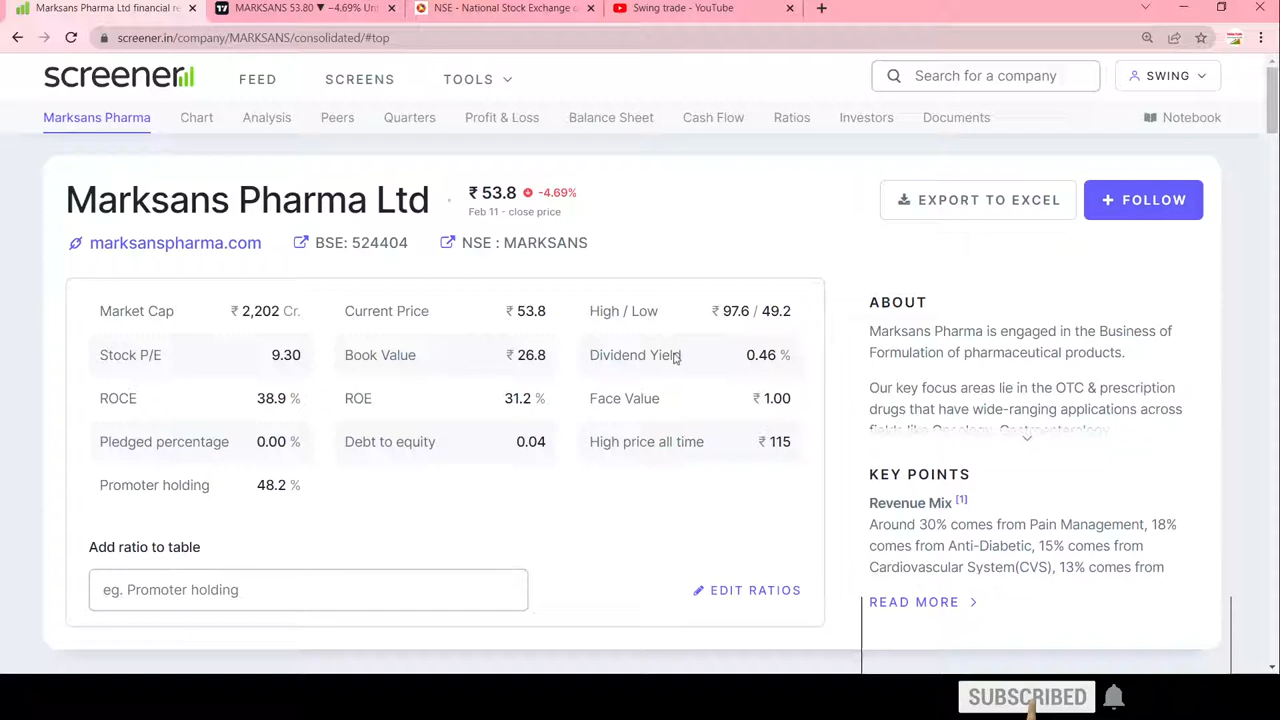 Marksans Pharma Ltd financial re
MARKSANS 53.80 ▼ −4.69% Un
NSE - National Stock Exchange o
Swing trade - YouTube
screener.in/company/MARKSANS/consolidated/#top
screener
FEED
SCREENS
TOOLS
Search for a company
SWING
Marksans Pharma
Chart
Analysis
Peers
Quarters
Profit & Loss
Balance Sheet
Cash Flow
Ratios
Investors
Documents
Notebook
Marksans Pharma Ltd
₹ 53.8 -4.69%
Feb 11 - close price
EXPORT TO EXCEL
+ FOLLOW
marksanspharma.com
BSE: 524404
NSE : MARKSANS
Market Cap ₹ 2,202 Cr.
Current Price ₹ 53.8
High / Low ₹ 97.6 / 49.2
Stock P/E 9.30
Book Value ₹ 26.8
Dividend Yield 0.46 %
ROCE 38.9 %
ROE 31.2 %
Face Value ₹ 1.00
Pledged percentage 0.00 %
Debt to equity 0.04
High price all time ₹ 115
Promoter holding 48.2 %
Add ratio to table
eg. Promoter holding
EDIT RATIOS
ABOUT
Marksans Pharma is engaged in the Business of
Formulation of pharmaceutical products.
Our key focus areas lie in the OTC & prescription
drugs that have wide-ranging applications across
fields like Oncology, Gastroenterology
KEY POINTS
Revenue Mix [1]
Around 30% comes from Pain Management, 18%
comes from Anti-Diabetic, 15% comes from
Cardiovascular System(CVS), 13% comes from
READ MORE
SUBSCRIBED